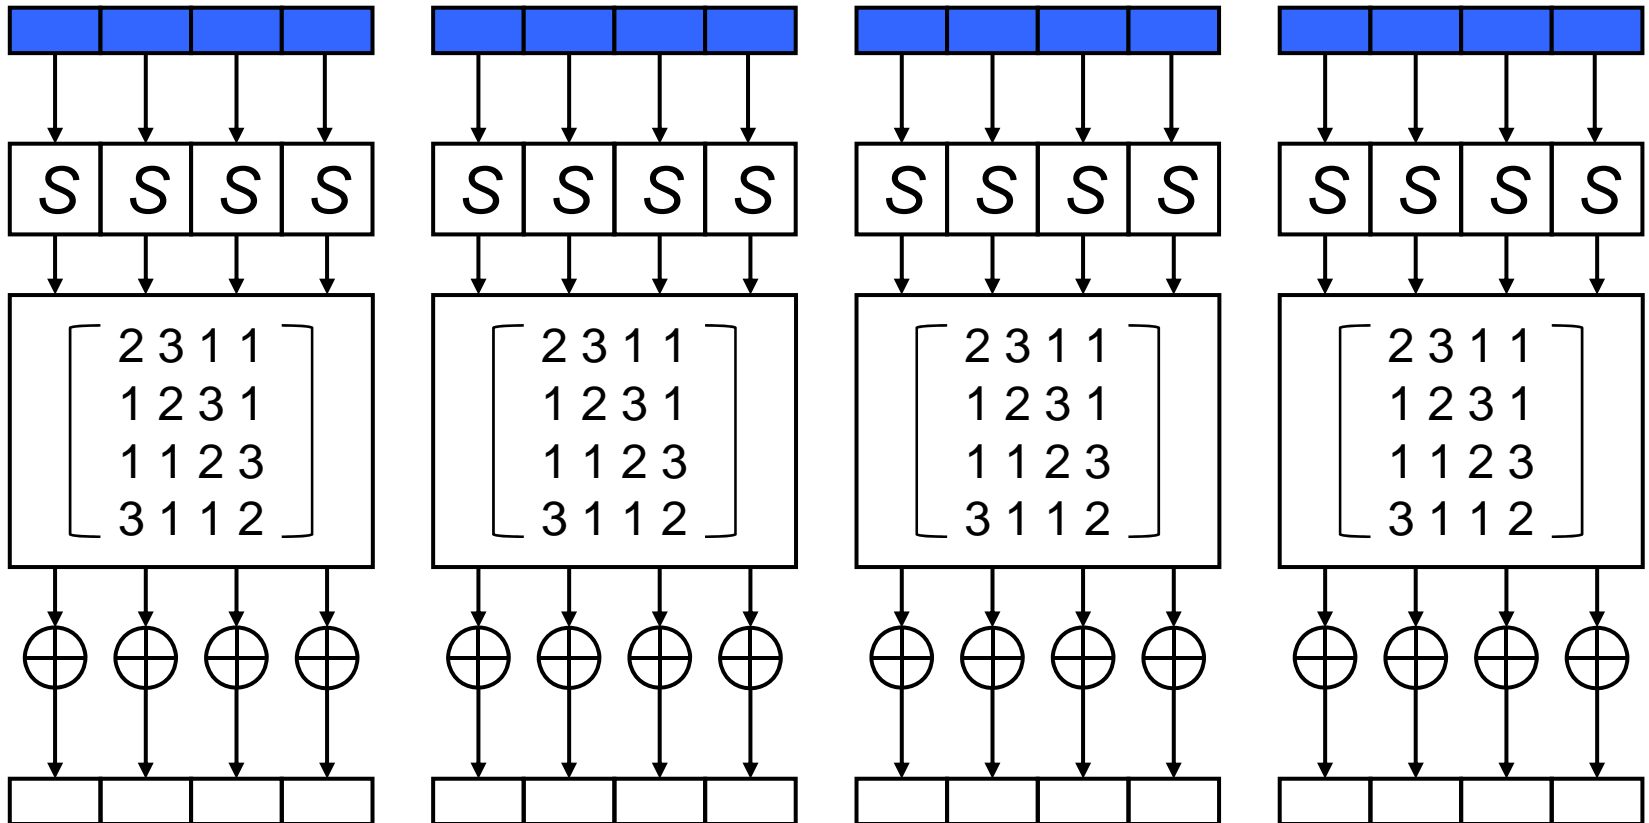 S S S S S S S S S S S S S S S S
2 3 1 1 2 3 1 1 2 3 1 1 2 3 1 1
1 2 3 1 1 2 3 1 1 2 3 1 1 2 3 1
1 1 2 3 1 1 2 3 1 1 2 3 1 1 2 3
3 1 1 2 3 1 1 2 3 1 1 2 3 1 1 2